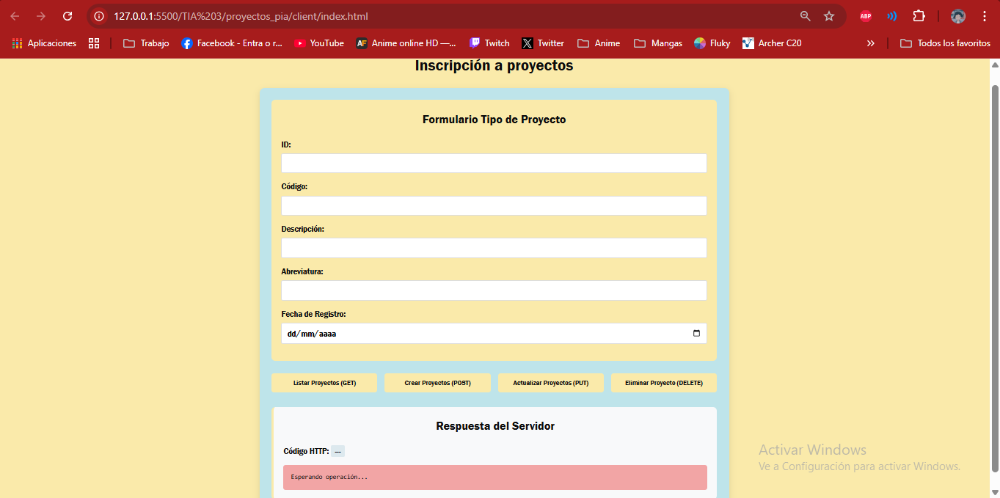 127.0.0.1:5500/TIA%203/proyectos_pia/client/index.html
ABP
Aplicaciones Trabajo Facebook - Entra o r... YouTube AF Anime online HD —... Twitch Twitter Anime Mangas Fluky Archer C20 » Todos los favoritos
Inscripción a proyectos
Formulario Tipo de Proyecto
ID:
Código:
Descripción:
Abreviatura:
Fecha de Registro:
dd/mm/aaaa
Listar Proyectos (GET) Crear Proyectos (POST) Actualizar Proyectos (PUT) Eliminar Proyecto (DELETE)
Respuesta del Servidor
Código HTTP: ---
Esperando operación...
Activar Windows
Ve a Configuración para activar Windows.